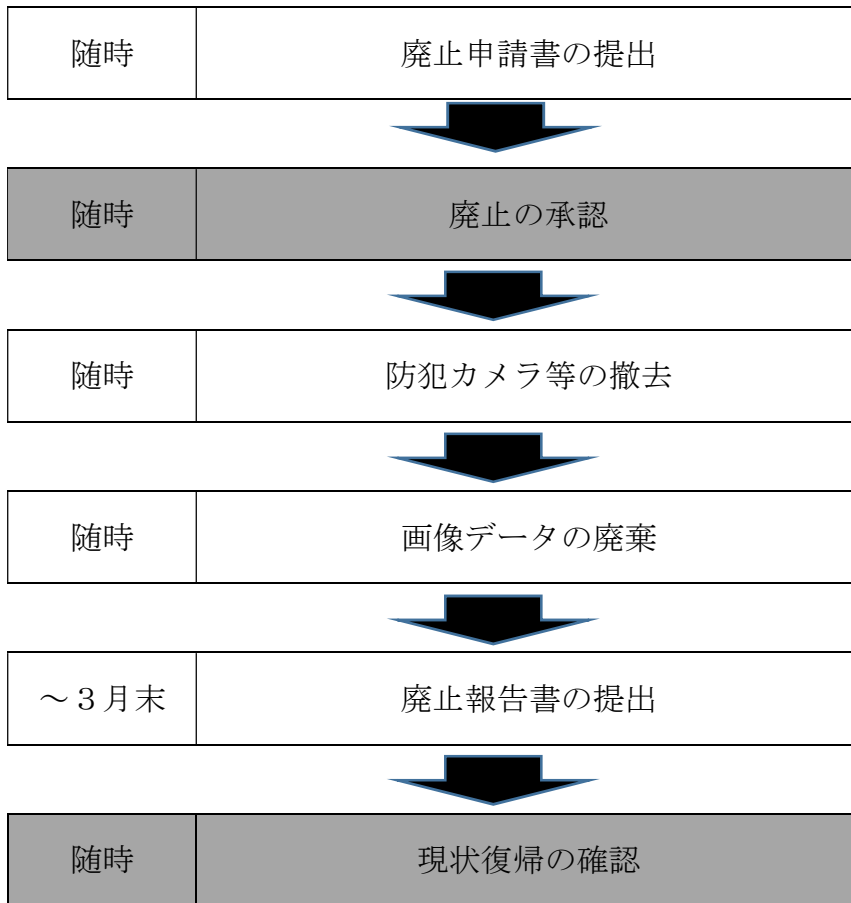 随時 廃止申請書の提出
随時 廃止の承認
随時 防犯カメラ等の撤去
随時 画像データの廃棄
～３月末 廃止報告書の提出
随時 現状復帰の確認